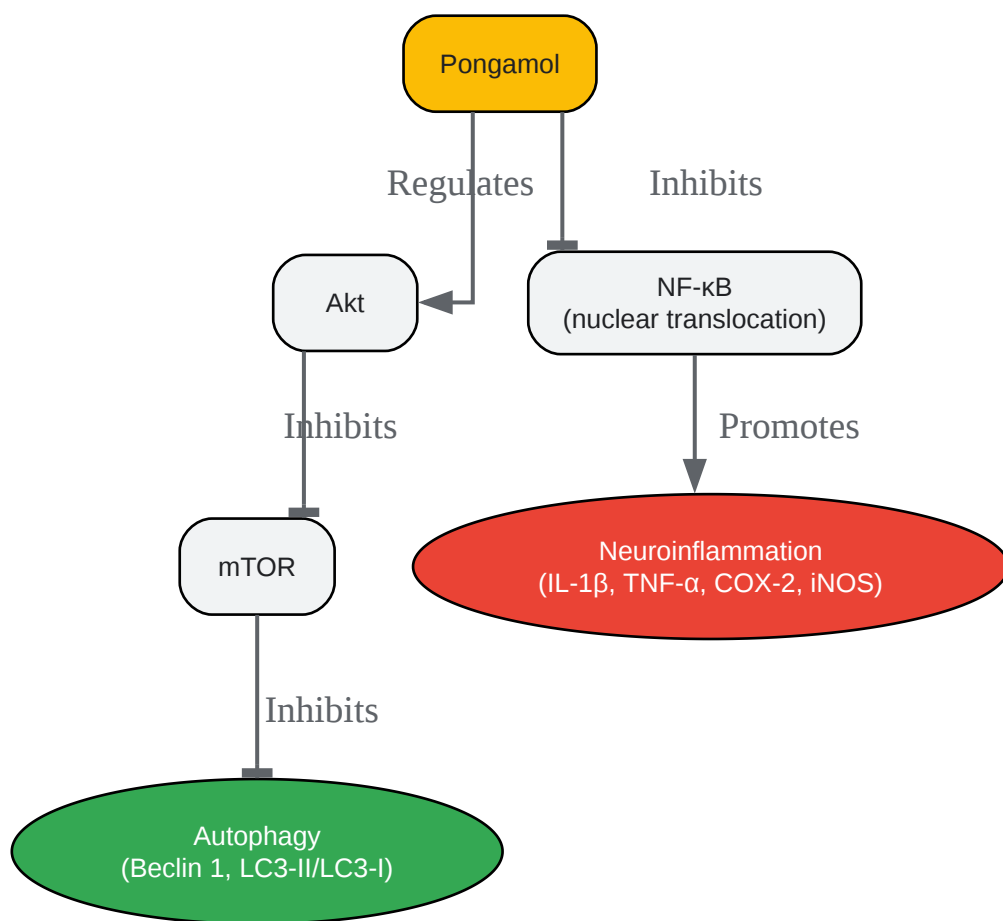 Pongamol
Regulates
Inhibits
Akt
NF-κB
(nuclear translocation)
Inhibits
Promotes
mTOR
Neuroinflammation
(IL-1β, TNF-α, COX-2, iNOS)
Inhibits
Autophagy
(Beclin 1, LC3-II/LC3-I)